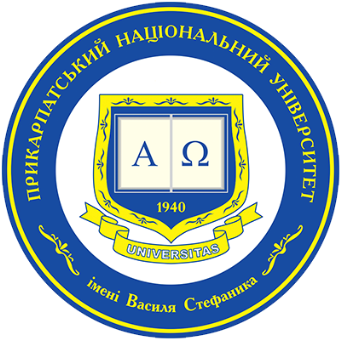 ПРИКАРПАТСЬКИЙ НАЦІОНАЛЬНИЙ УНІВЕРСИТЕТ
Α Ω
1940
UNIVERSITAS
імені Василя Стефаника